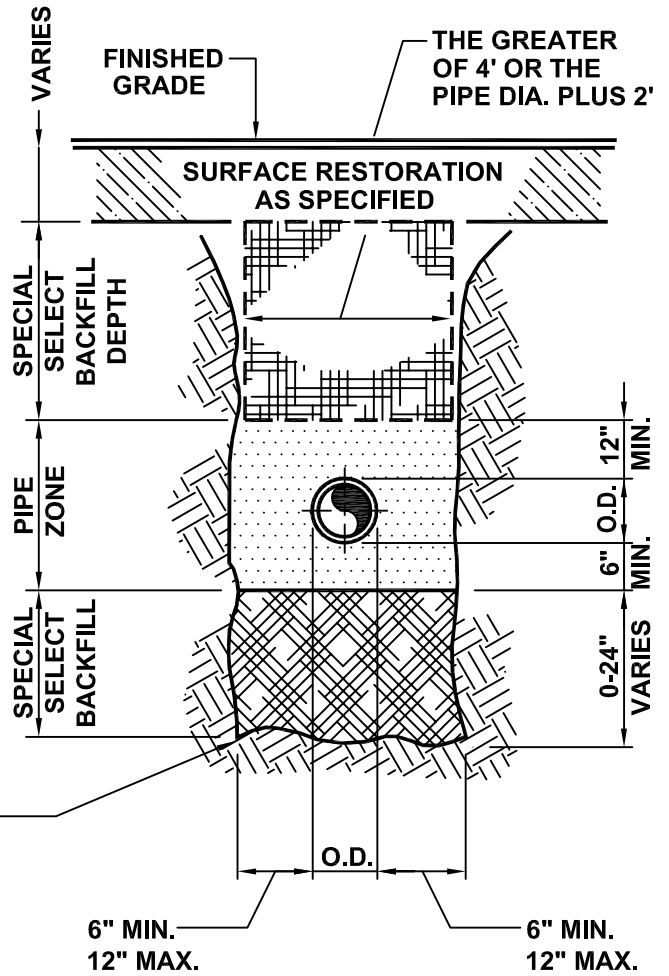 VARIES
FINISHED
GRADE
THE GREATER
OF 4' OR THE
PIPE DIA. PLUS 2'
SURFACE RESTORATION
AS SPECIFIED
SPECIAL
SELECT
BACKFILL
DEPTH
PIPE
ZONE
12"
MIN.
O.D.
6"
MIN.
SPECIAL
SELECT
BACKFILL
0-24"
VARIES
O.D.
6" MIN.
12" MAX.
6" MIN.
12" MAX.